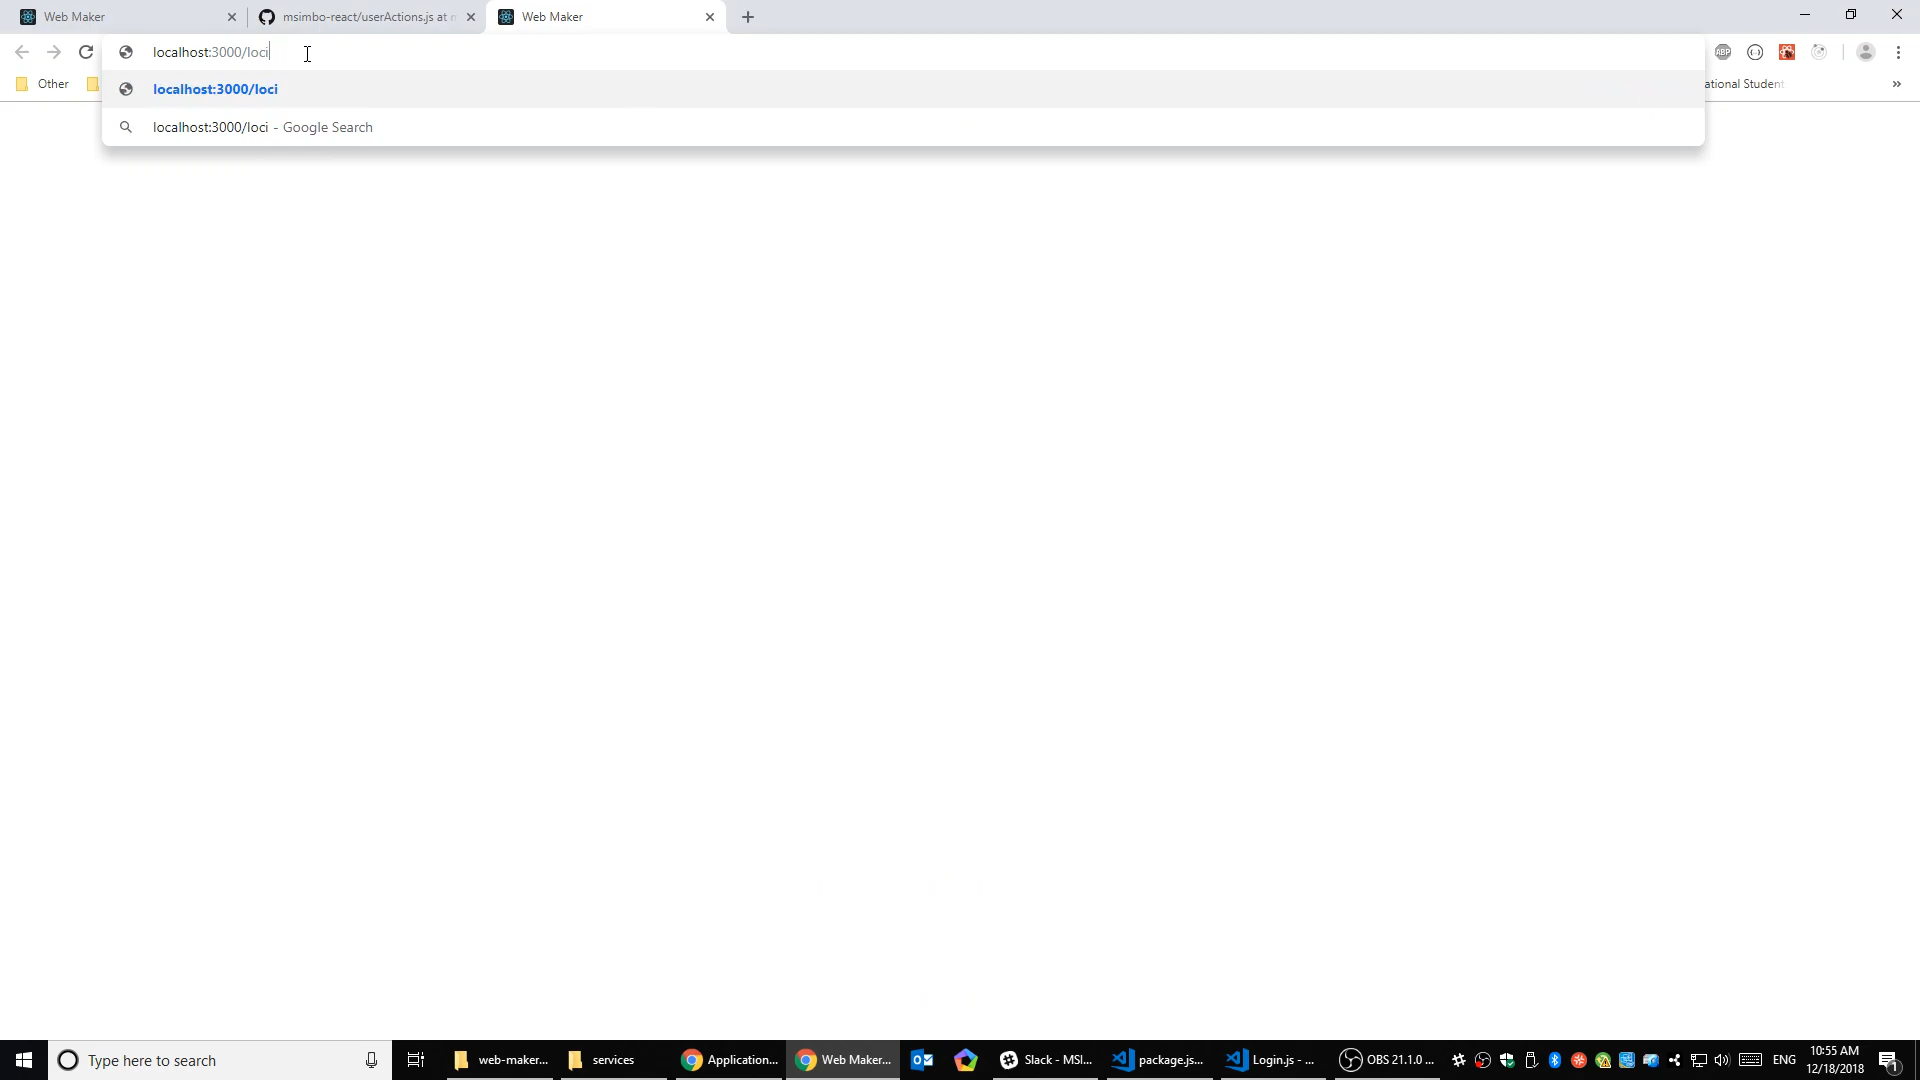 Web Maker
msimbo-react/userActions.js at
Web Maker
localhost:3000/loci
Other
ational Student
localhost:3000/loci
localhost:3000/loci - Google Search
ABP
Type here to search
web-maker...
services
Application...
Web Maker...
Slack - MSI...
package.js...
Login.js - ...
OBS 21.1.0 ...
ENG
10:55 AM
12/18/2018
1